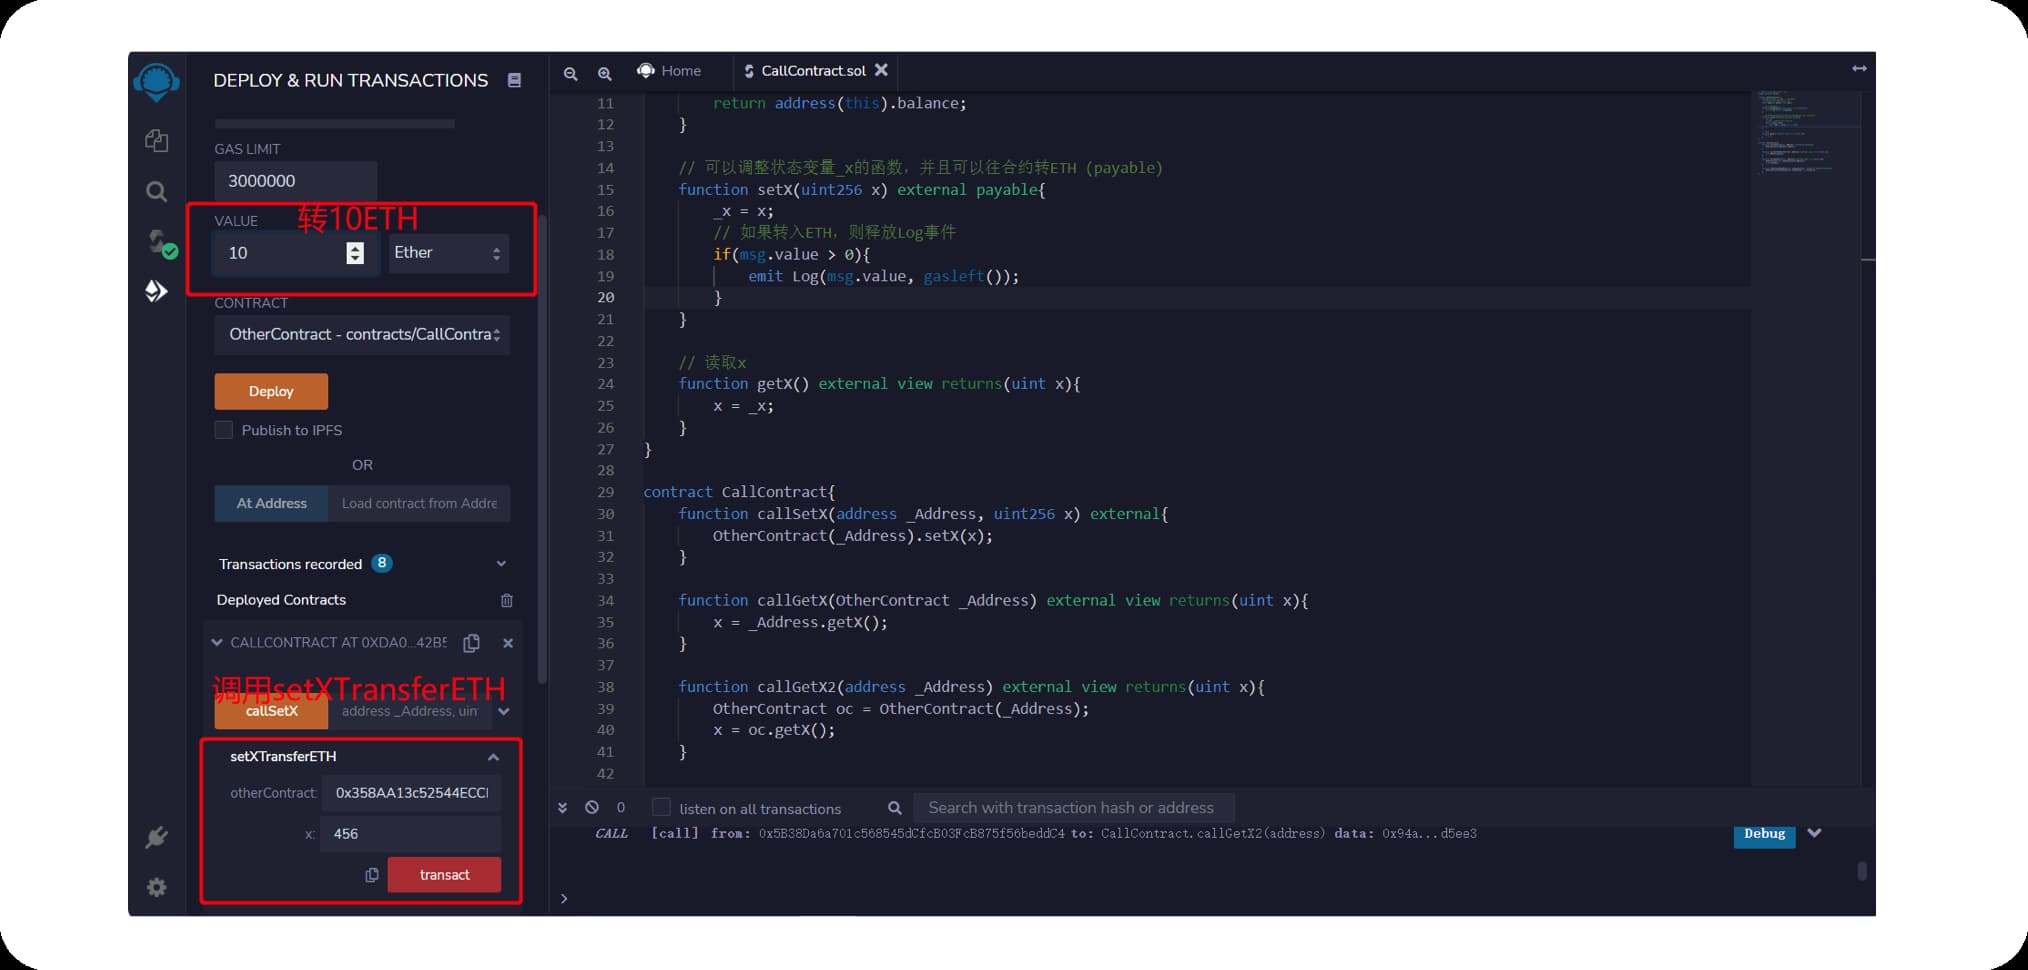 DEPLOY & RUN TRANSACTIONS
GAS LIMIT
3000000
VALUE
转10ETH
10
Ether
CONTRACT
OtherContract - contracts/CallContra
Deploy
Publish to IPFS
OR
At Address
Load contract from Addre
Transactions recorded 8
Deployed Contracts
CALLCONTRACT AT 0XDA0...42B5
调用setXTransferETH
callSetX
address _Address, uin
setXTransferETH
otherContract:
0x358AA13c52544ECCI
x:
456
transact
Home
CallContract.sol
11 return address(this).balance;
12 }
13
14 // 可以调整状态变量_x的函数，并且可以往合约转ETH (payable)
15 function setX(uint256 x) external payable{
16 _x = x;
17 // 如果转入ETH，则释放Log事件
18 if(msg.value > 0){
19 emit Log(msg.value, gasleft());
20 }
21 }
22
23 // 读取x
24 function getX() external view returns(uint x){
25 x = _x;
26 }
27 }
28
29 contract CallContract{
30 function callSetX(address _Address, uint256 x) external{
31 OtherContract(_Address).setX(x);
32 }
33
34 function callGetX(OtherContract _Address) external view returns(uint x){
35 x = _Address.getX();
36 }
37
38 function callGetX2(address _Address) external view returns(uint x){
39 OtherContract oc = OtherContract(_Address);
40 x = oc.getX();
41 }
42
0
listen on all transactions
Search with transaction hash or address
CALL [call] from: 0x5B38Da6a701c568545dCfcB03FcB875f56beddC4 to: CallContract.callGetX2(address) data: 0x94a...d5ee3
Debug
>